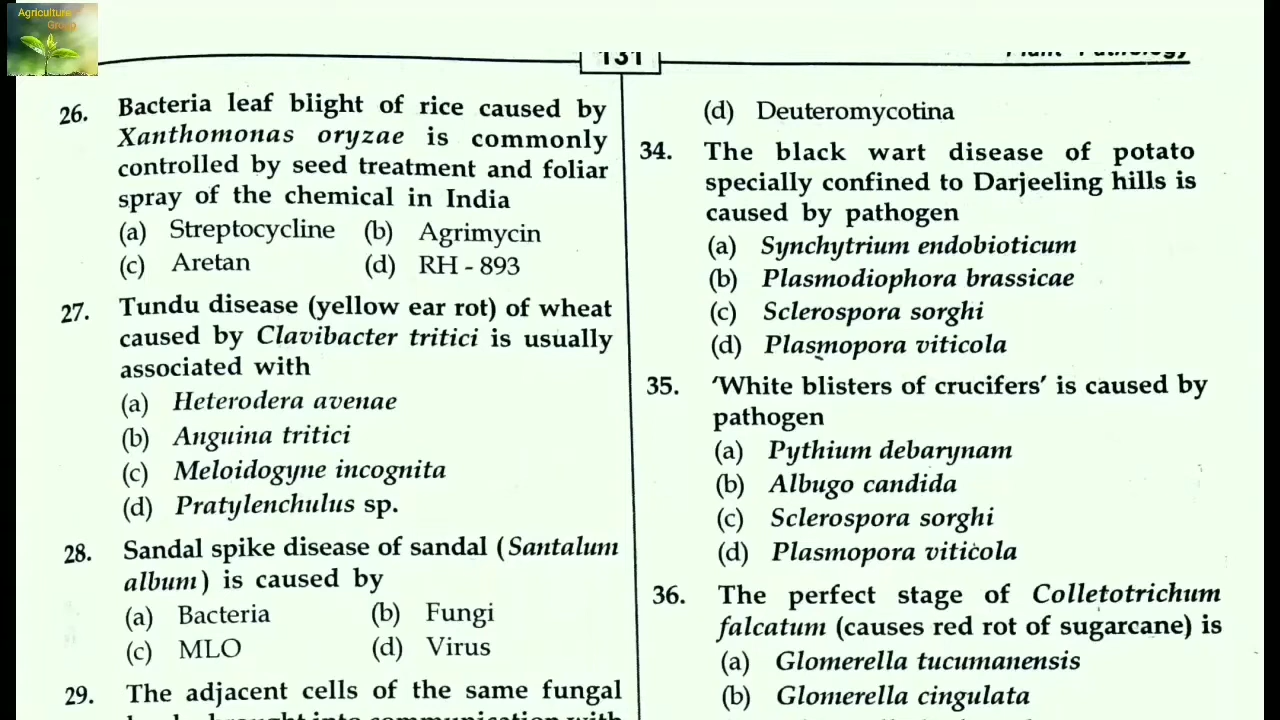 Agriculture
Group
131
Plant Pathology
26. Bacteria leaf blight of rice caused by
Xanthomonas oryzae is commonly
controlled by seed treatment and foliar
spray of the chemical in India
(a) Streptocycline (b) Agrimycin
(c) Aretan (d) RH - 893
27. Tundu disease (yellow ear rot) of wheat
caused by Clavibacter tritici is usually
associated with
(a) Heterodera avenae
(b) Anguina tritici
(c) Meloidogyne incognita
(d) Pratylenchulus sp.
28. Sandal spike disease of sandal (Santalum
album) is caused by
(a) Bacteria (b) Fungi
(c) MLO (d) Virus
29. The adjacent cells of the same fungal
brought into communication with
(d) Deuteromycotina
34. The black wart disease of potato
specially confined to Darjeeling hills is
caused by pathogen
(a) Synchytrium endobioticum
(b) Plasmodiophora brassicae
(c) Sclerospora sorghi
(d) Plasmopora viticola
35. 'White blisters of crucifers' is caused by
pathogen
(a) Pythium debarynam
(b) Albugo candida
(c) Sclerospora sorghi
(d) Plasmopora viticola
36. The perfect stage of Colletotrichum
falcatum (causes red rot of sugarcane) is
(a) Glomerella tucumanensis
(b) Glomerella cingulata